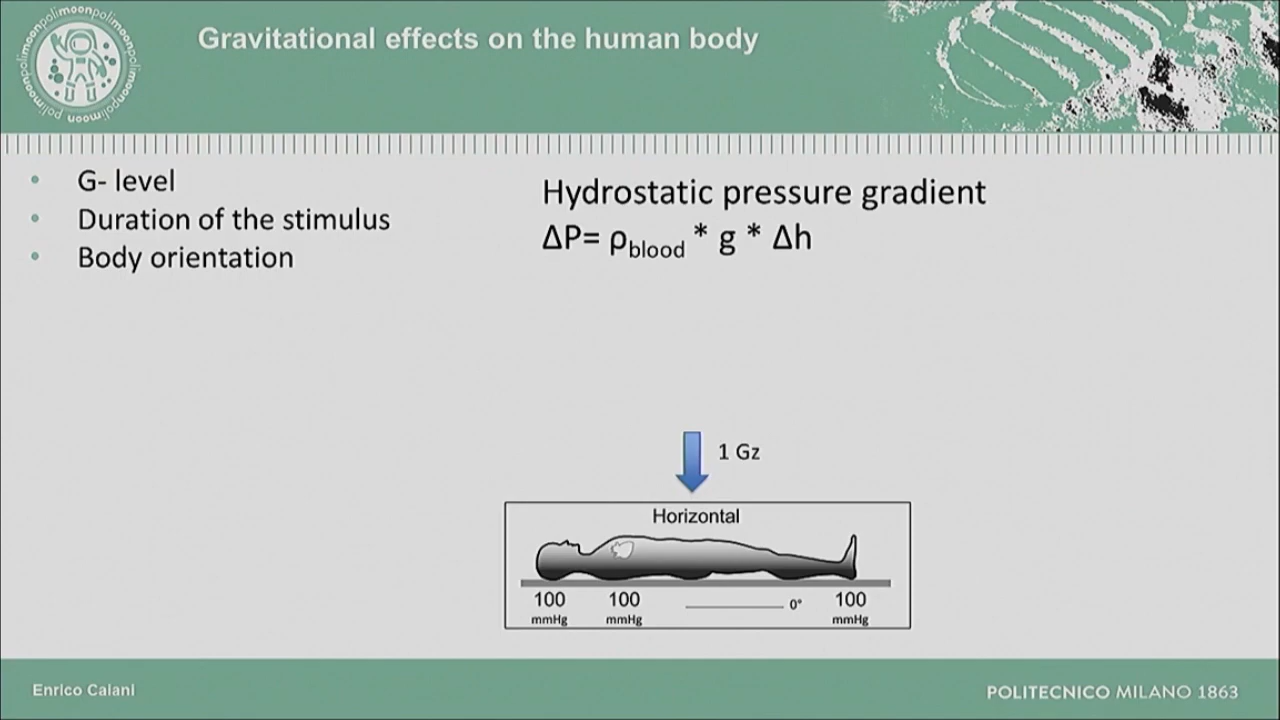 polimoonpolimoonpolimoonpolimoonpolimoon
Gravitational effects on the human body
• G- level
• Duration of the stimulus
• Body orientation
Hydrostatic pressure gradient
ΔP= ρblood * g * Δh
1 Gz
Horizontal
100 100 0° 100
mmHg mmHg mmHg
Enrico Caiani
POLITECNICO MILANO 1863